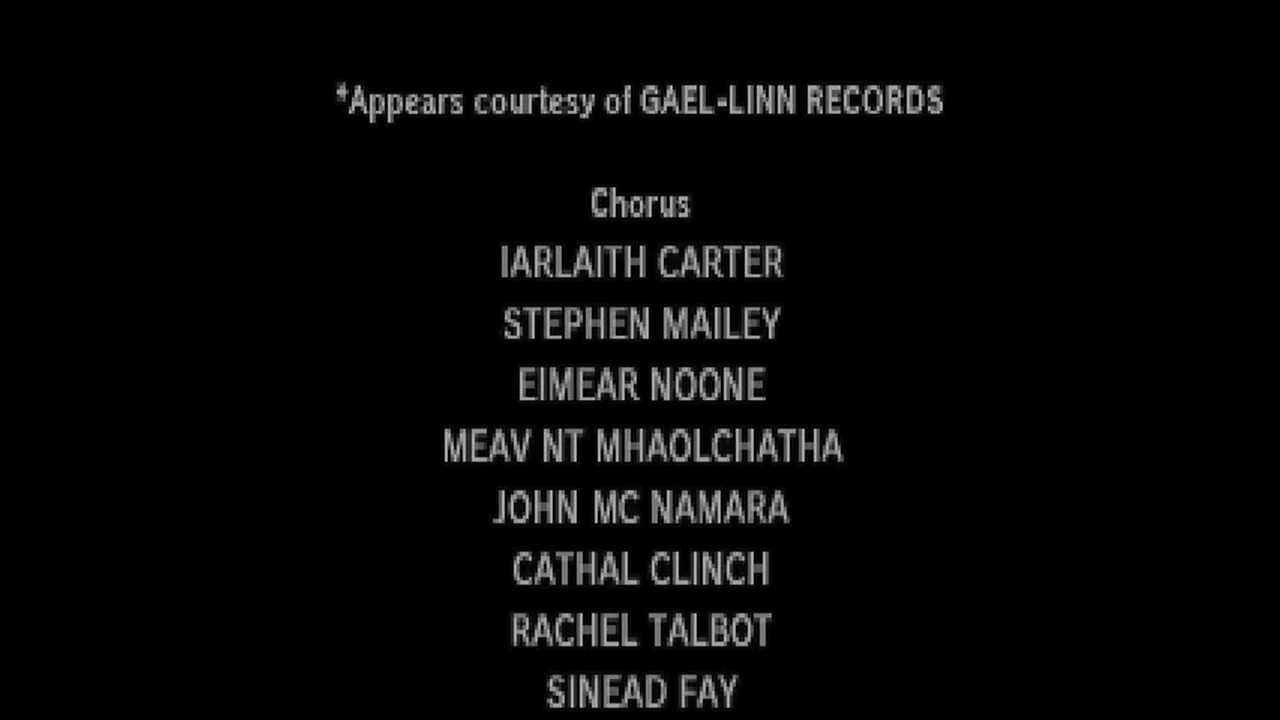 *Appears courtesy of GAEL-LINN RECORDS
Chorus
IARLAITH CARTER
STEPHEN MAILEY
EIMEAR NOONE
MEAV NT MHAOLCHATHA
JOHN MC NAMARA
CATHAL CLINCH
RACHEL TALBOT
SINEAD FAY